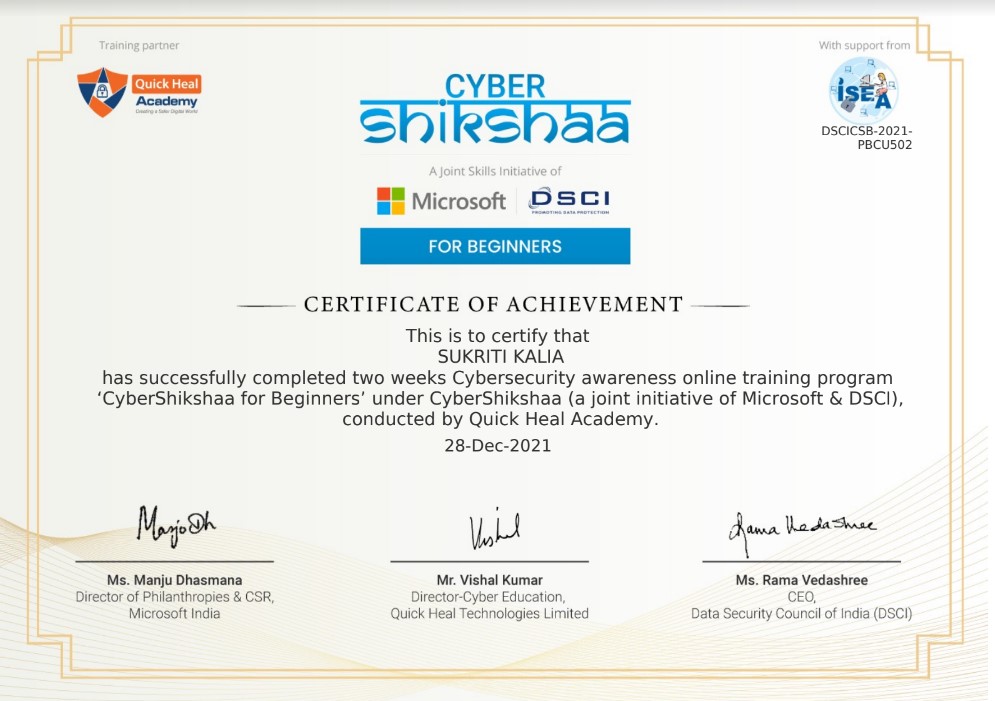 Training partner
With support from
Quick Heal
Academy
Creating a Safer Digital World
ISEA
DSCICSB-2021-
PBCU502
CYBER
shikshaa
A Joint Skills Initiative of
Microsoft
DSCI
PROMOTING DATA PROTECTION
FOR BEGINNERS
CERTIFICATE OF ACHIEVEMENT
This is to certify that
SUKRITI KALIA
has successfully completed two weeks Cybersecurity awareness online training program
‘CyberShikshaa for Beginners’ under CyberShikshaa (a joint initiative of Microsoft & DSCI),
conducted by Quick Heal Academy.
28-Dec-2021
Manjo Dh
Vishal
Rama Vedashree
Ms. Manju Dhasmana
Director of Philanthropies & CSR,
Microsoft India
Mr. Vishal Kumar
Director-Cyber Education,
Quick Heal Technologies Limited
Ms. Rama Vedashree
CEO,
Data Security Council of India (DSCI)